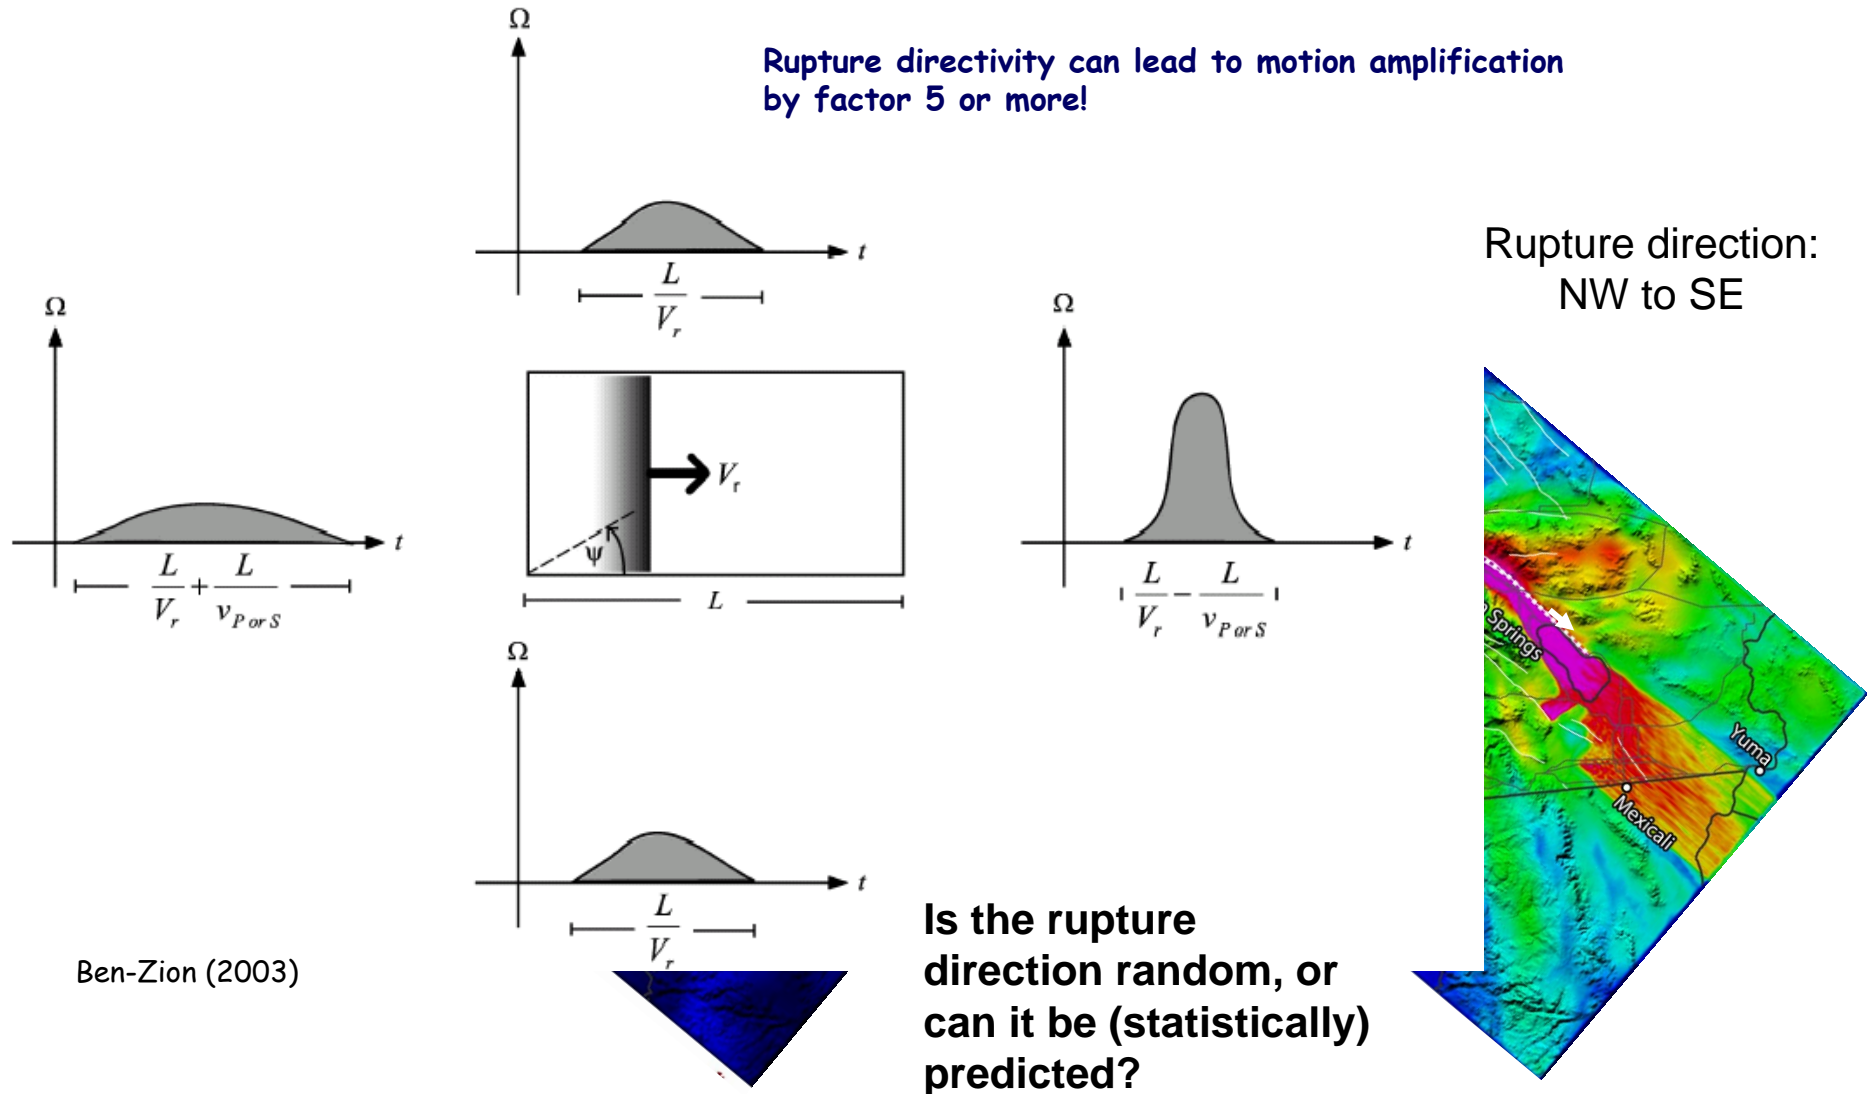 Ω
Rupture directivity can lead to motion amplification
by factor 5 or more!
t
L
V_r
Rupture direction:
NW to SE
Ω
t
L/V_r + L/v_{P or S}
V_r
ψ
L
Ω
t
L/V_r − L/v_{P or S}
Springs
Yuma
Mexicali
Ω
t
L
V_r
Ben-Zion (2003)
Is the rupture
direction random, or
can it be (statistically)
predicted?